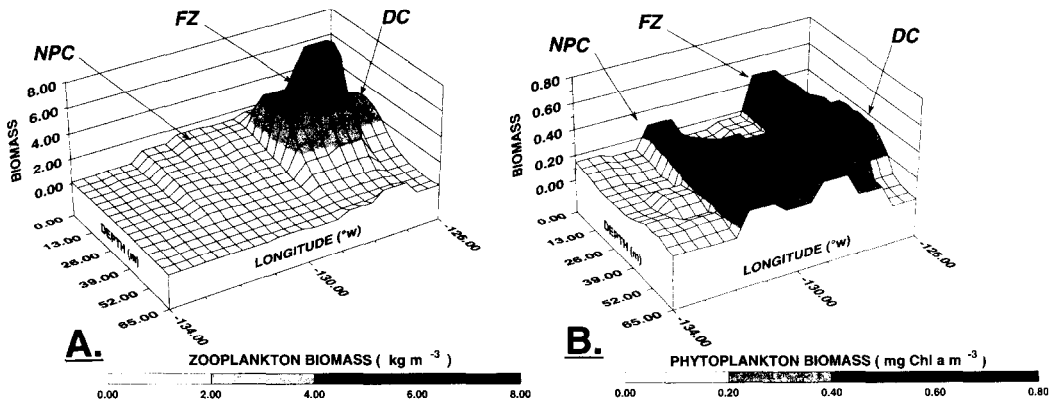 NPC
FZ
DC
BIOMASS
8.00
6.00
4.00
2.00
0.00
0.00
13.00
26.00
39.00
52.00
65.00
DEPTH (m)
LONGITUDE (°w)
-134.00
-130.00
-126.00
A.
ZOOPLANKTON BIOMASS ( kg m -3 )
0.00 2.00 4.00 6.00 8.00
NPC
FZ
DC
BIOMASS
0.80
0.60
0.40
0.20
0.00
0.00
13.00
26.00
39.00
52.00
65.00
DEPTH (m)
LONGITUDE (°w)
-134.00
-130.00
-126.00
B.
PHYTOPLANKTON BIOMASS ( mg Chl a m -3 )
0.00 0.20 0.40 0.60 0.80